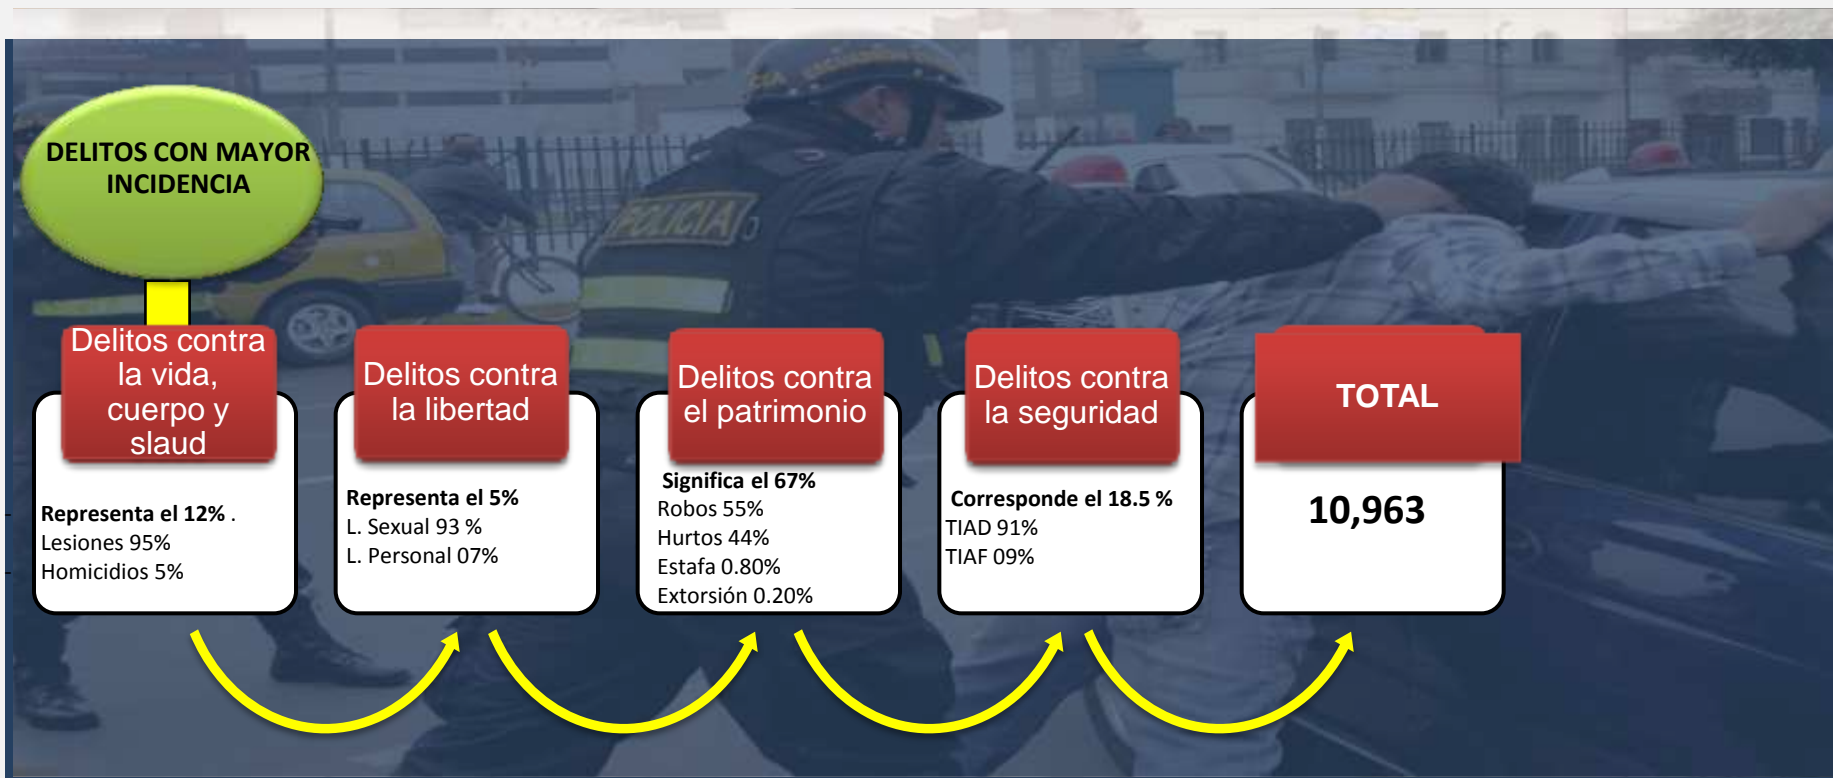 DELITOS CON MAYOR
INCIDENCIA
POLICIA
Delitos contra
la vida,
cuerpo y
slaud
Representa el 12% .
Lesiones 95%
Homicidios 5%
Delitos contra
la libertad
Representa el 5%
L. Sexual 93 %
L. Personal 07%
Delitos contra
el patrimonio
Significa el 67%
Robos 55%
Hurtos 44%
Estafa 0.80%
Extorsión 0.20%
Delitos contra
la seguridad
Corresponde el 18.5 %
TIAD 91%
TIAF 09%
TOTAL
10,963